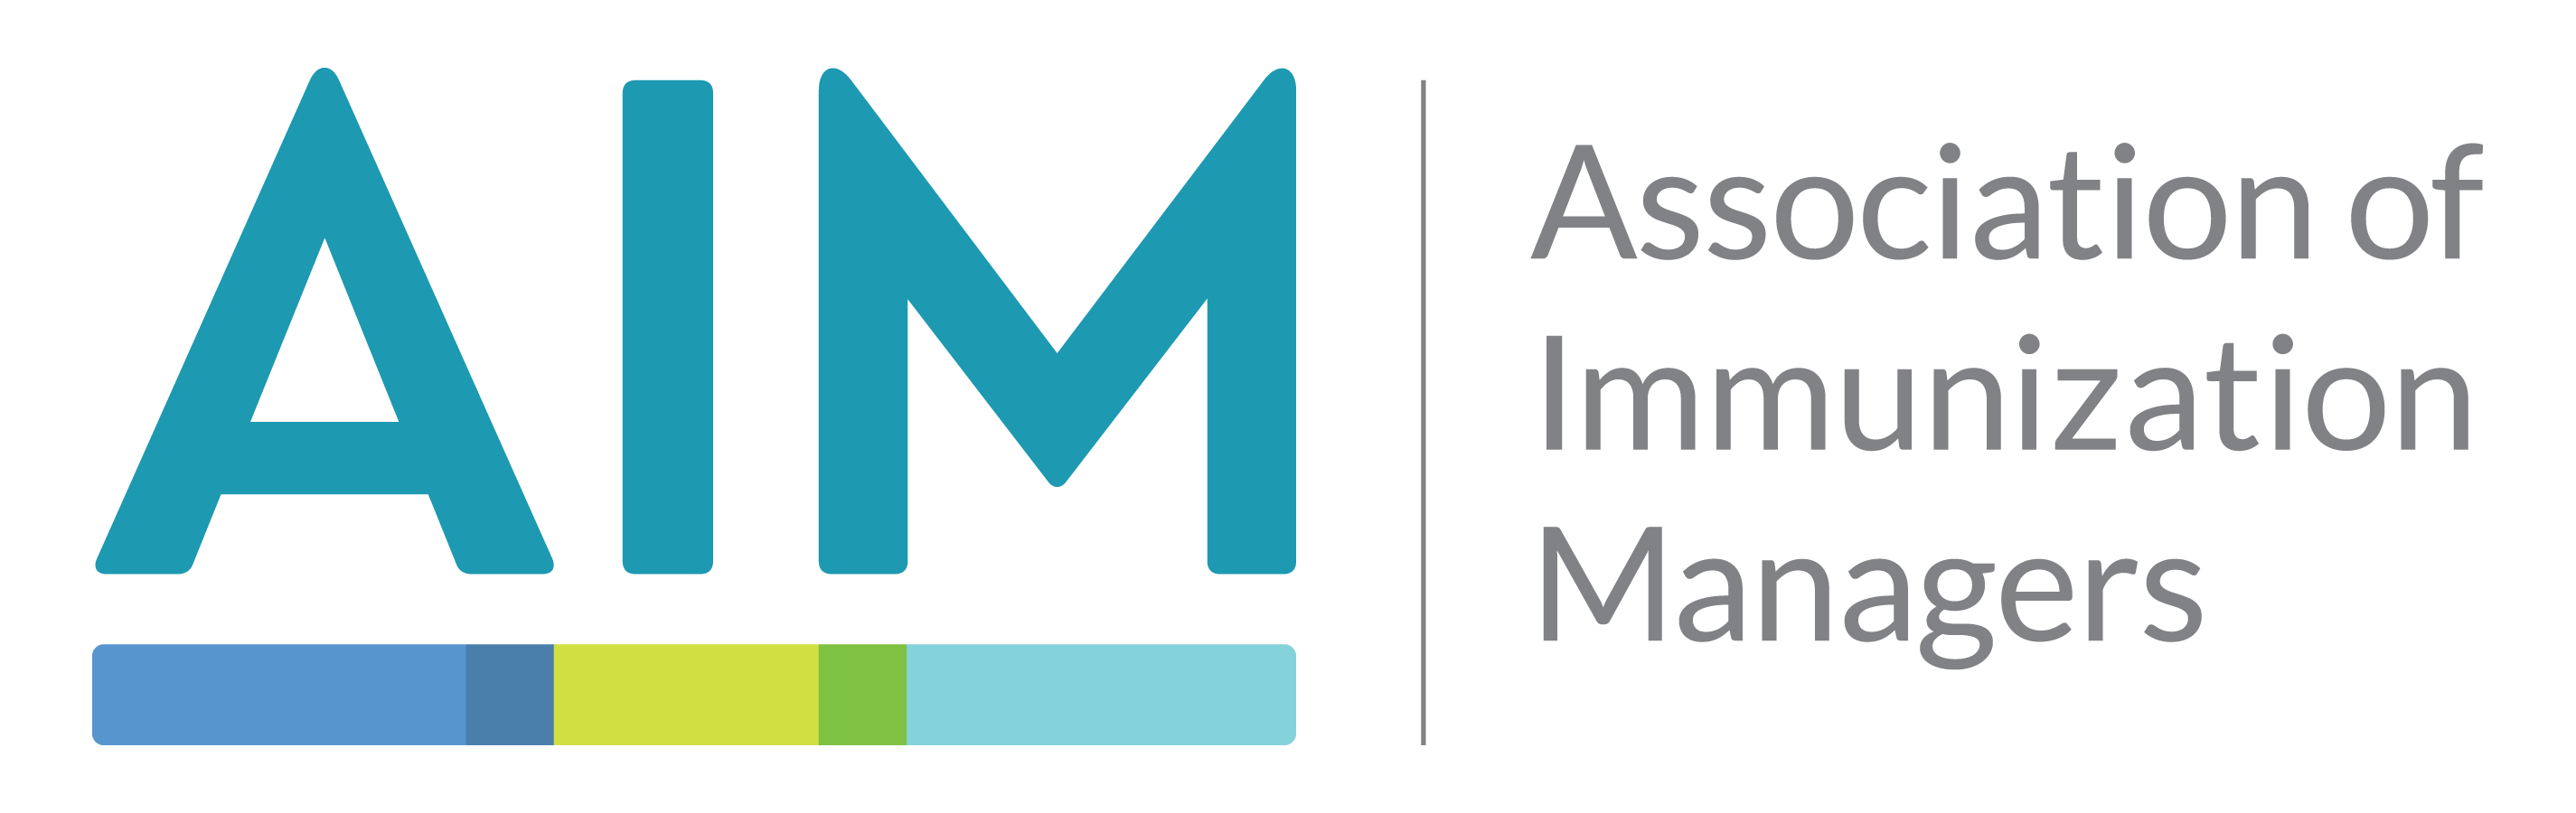 AIM
Association of
Immunization
Managers